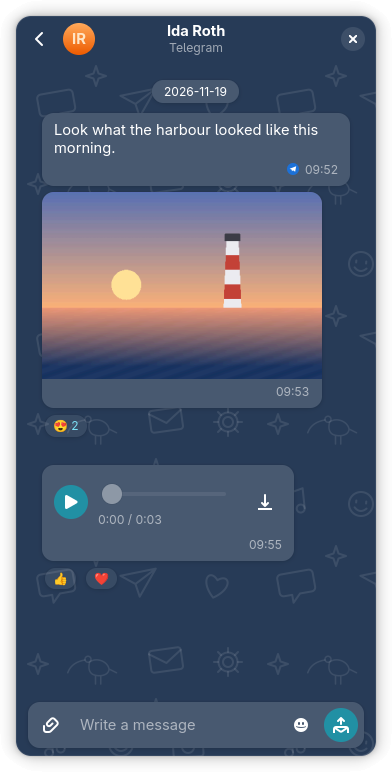 IR
Ida Roth
Telegram
2026-11-19
Look what the harbour looked like this
morning.
09:52
09:53
😍 2
0:00 / 0:03
09:55
👍 ❤️
Write a message